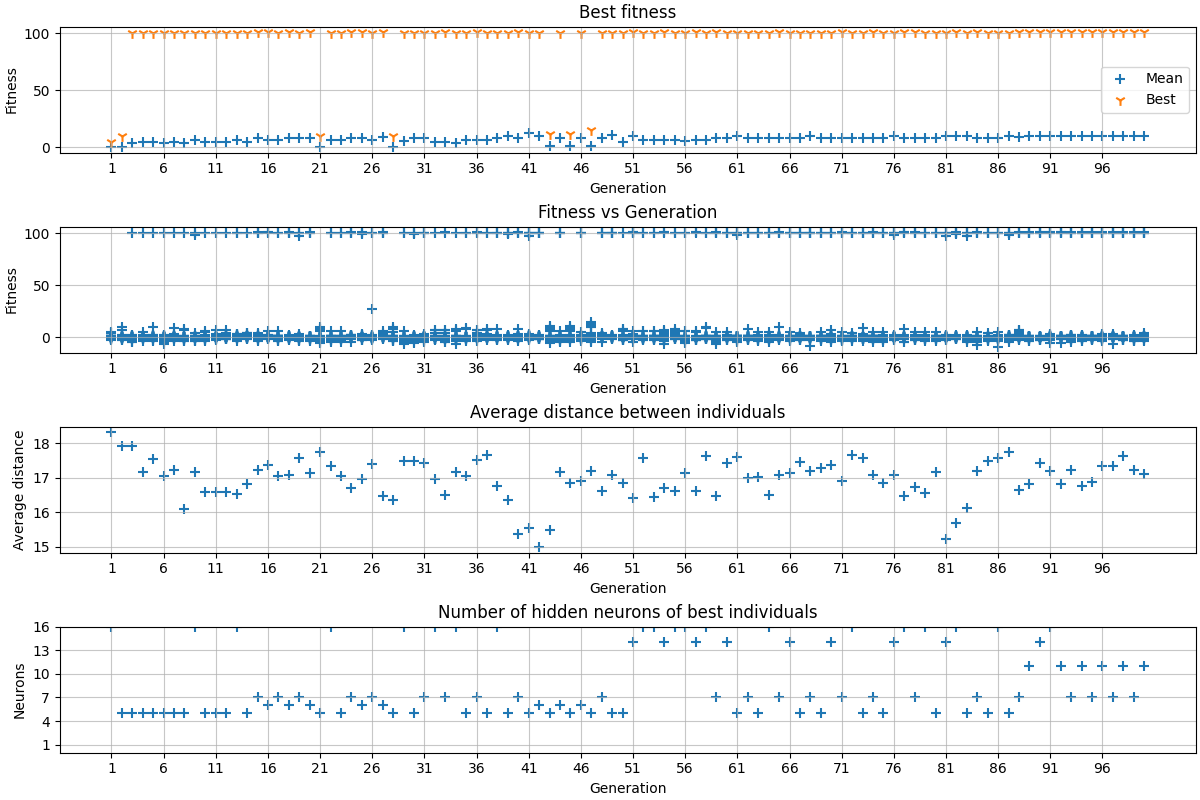 Best fitness
100
50
0
Fitness
Mean
Best
1 6 11 16 21 26 31 36 41 46 51 56 61 66 71 76 81 86 91 96
Generation
Fitness vs Generation
100
50
0
Fitness
1 6 11 16 21 26 31 36 41 46 51 56 61 66 71 76 81 86 91 96
Generation
Average distance between individuals
18
17
16
15
Average distance
1 6 11 16 21 26 31 36 41 46 51 56 61 66 71 76 81 86 91 96
Generation
Number of hidden neurons of best individuals
16
13
10
7
4
1
Neurons
1 6 11 16 21 26 31 36 41 46 51 56 61 66 71 76 81 86 91 96
Generation